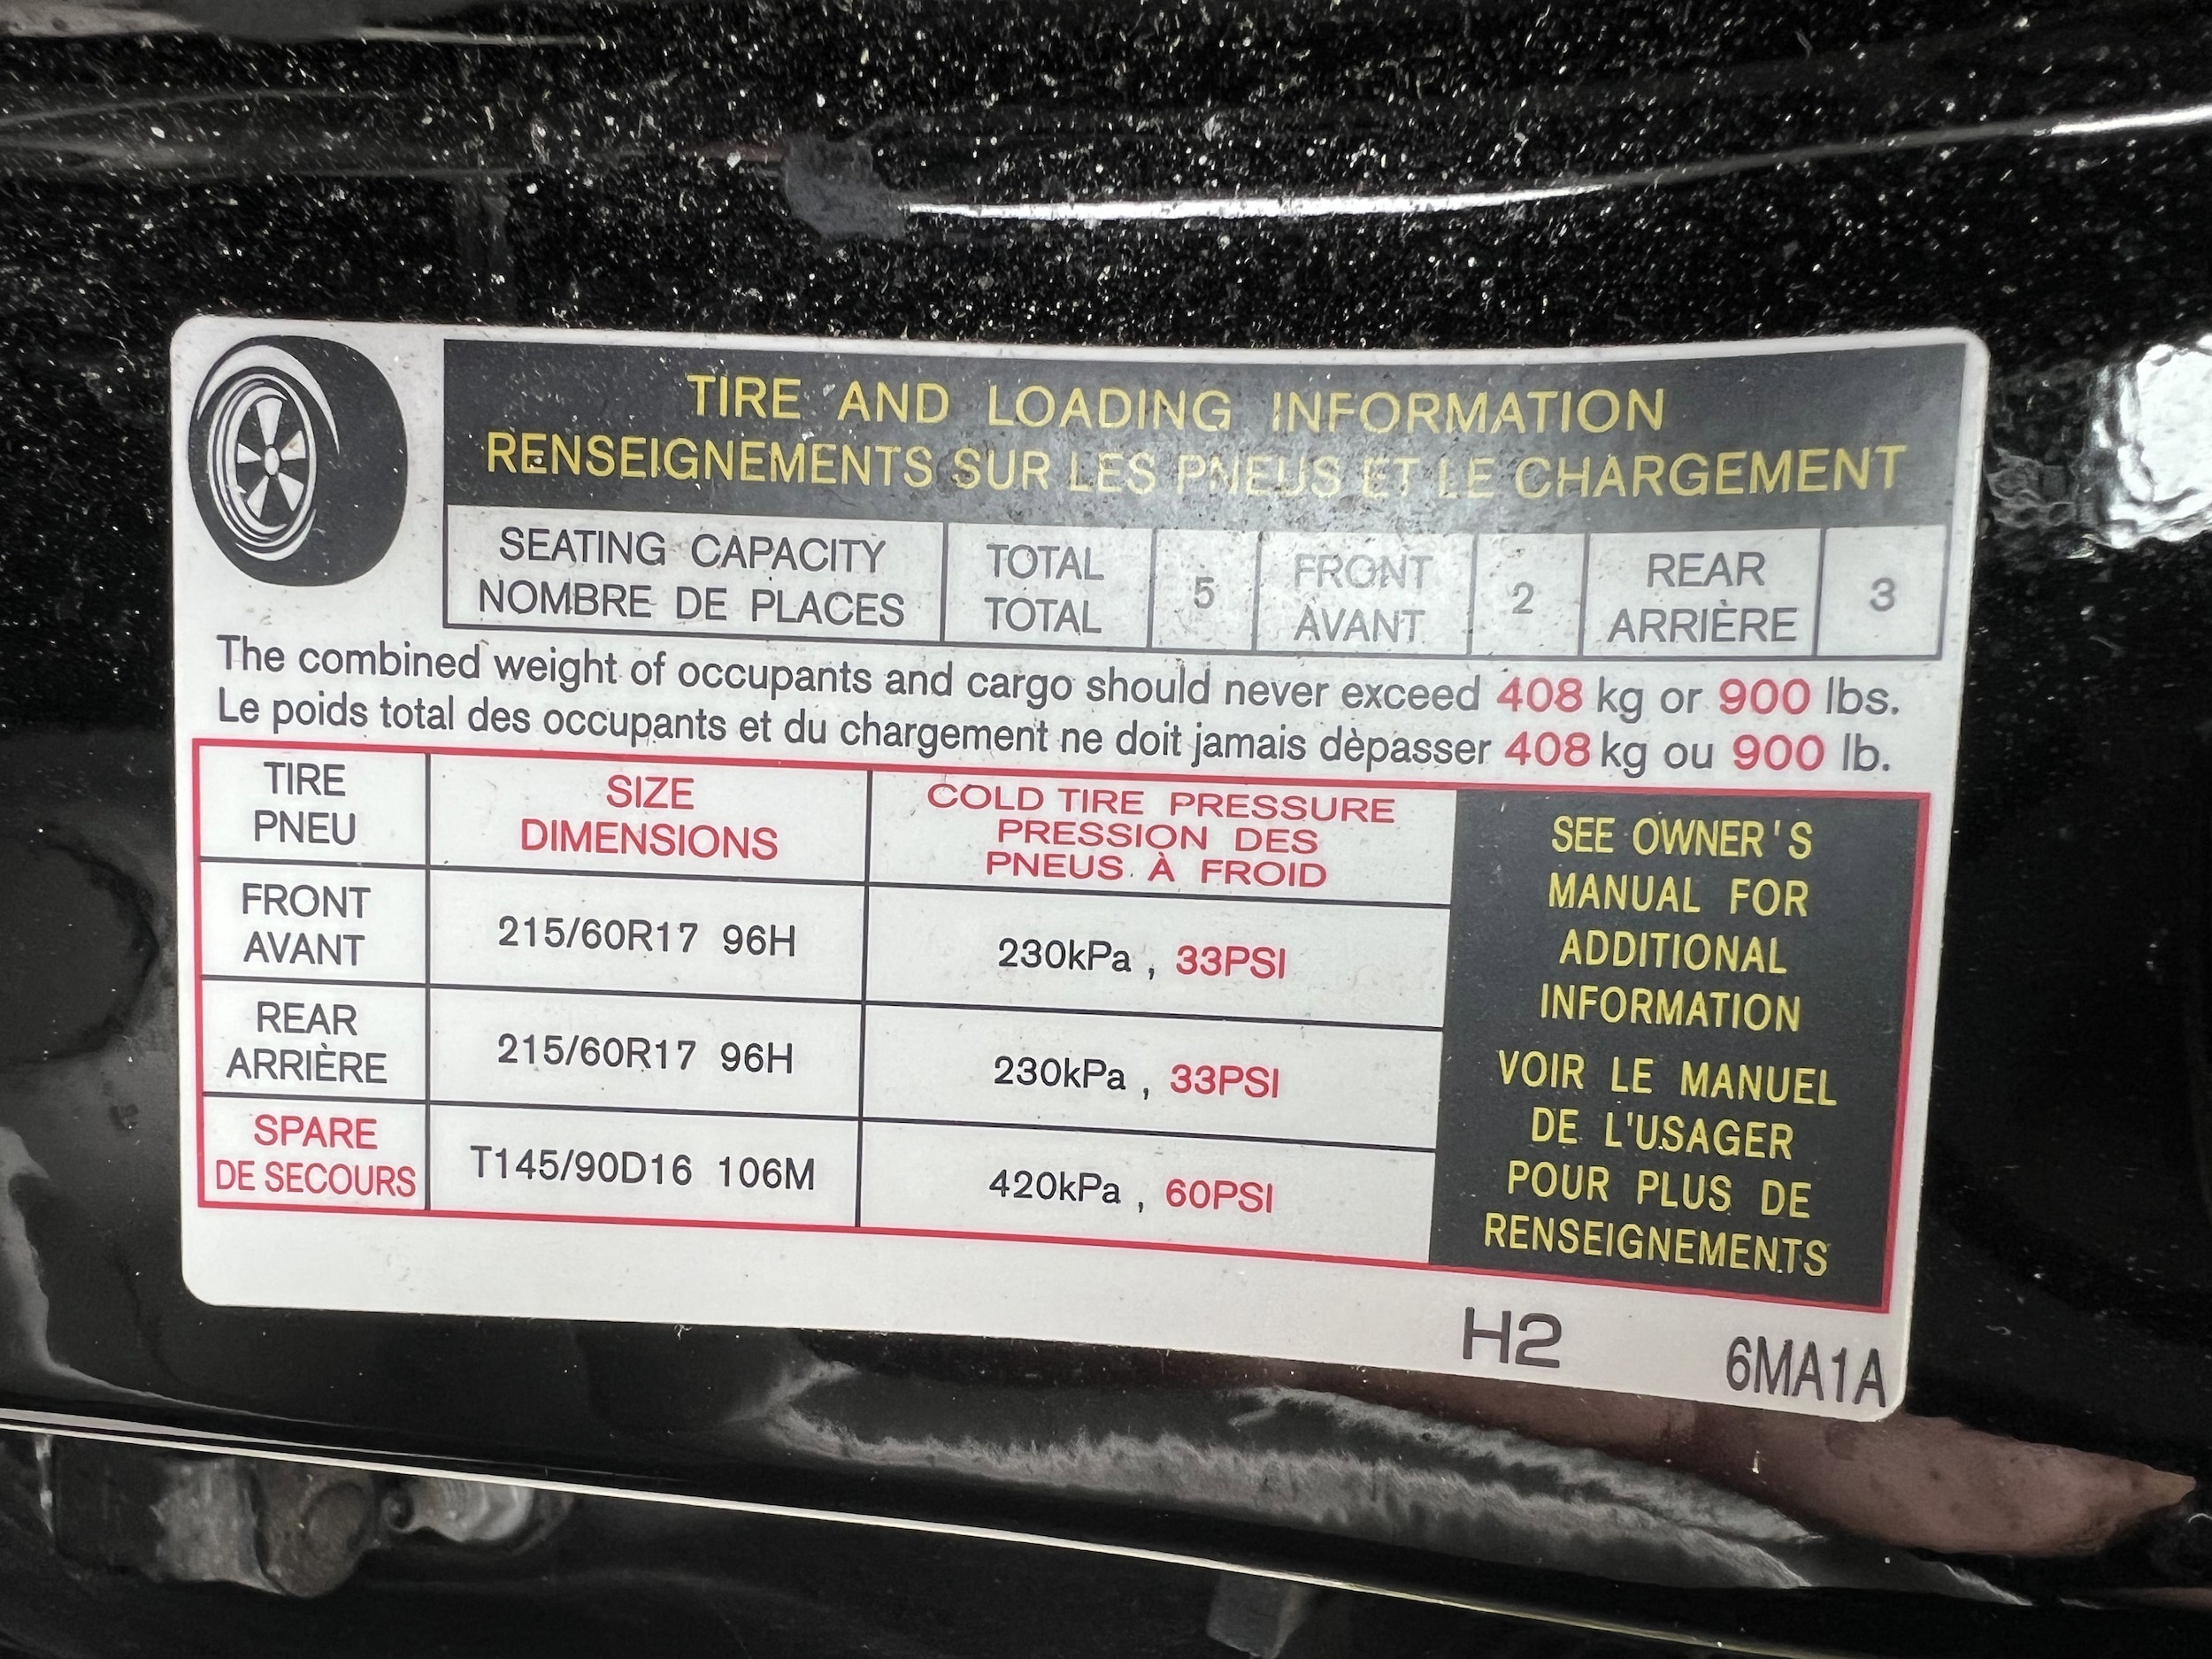 TIRE AND LOADING INFORMATION
RENSEIGNEMENTS SUR LES PNEUS ET LE CHARGEMENT
SEATING CAPACITY
NOMBRE DE PLACES
TOTAL
TOTAL
5
FRONT
AVANT
2
REAR
ARRIÈRE
3
The combined weight of occupants and cargo should never exceed 408 kg or 900 lbs.
Le poids total des occupants et du chargement ne doit jamais dèpasser 408 kg ou 900 lb.
TIRE
PNEU
SIZE
DIMENSIONS
COLD TIRE PRESSURE
PRESSION DES
PNEUS À FROID
FRONT
AVANT
215/60R17 96H
230kPa , 33PSI
REAR
ARRIÈRE
215/60R17 96H
230kPa , 33PSI
SPARE
DE SECOURS
T145/90D16 106M
420kPa , 60PSI
SEE OWNER'S
MANUAL FOR
ADDITIONAL
INFORMATION
VOIR LE MANUEL
DE L'USAGER
POUR PLUS DE
RENSEIGNEMENTS
H2
6MA1A